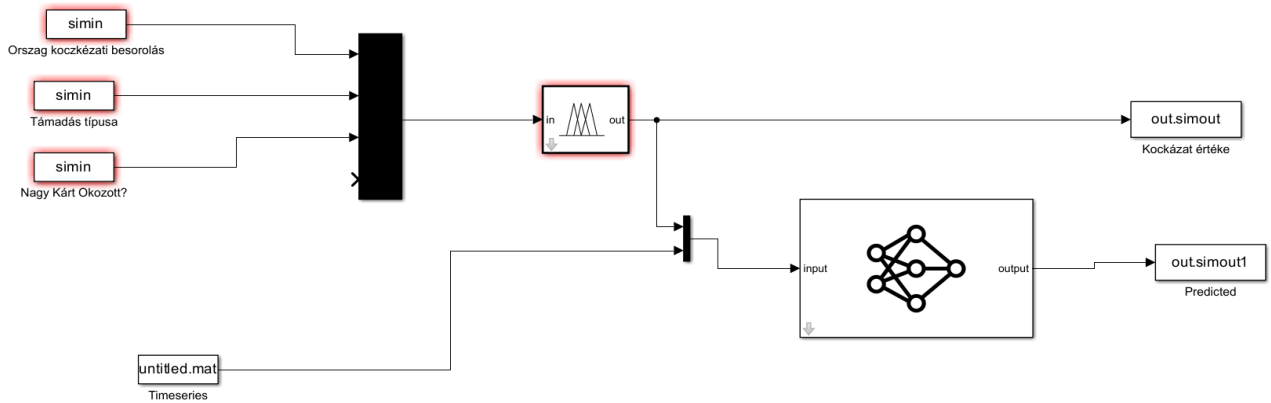 simin
Orszag koczkézati besorolás
simin
Támadás típusa
simin
Nagy Kárt Okozott?
in
out
out.simout
Kockázat értéke
input
output
out.simout1
Predicted
untitled.mat
Timeseries